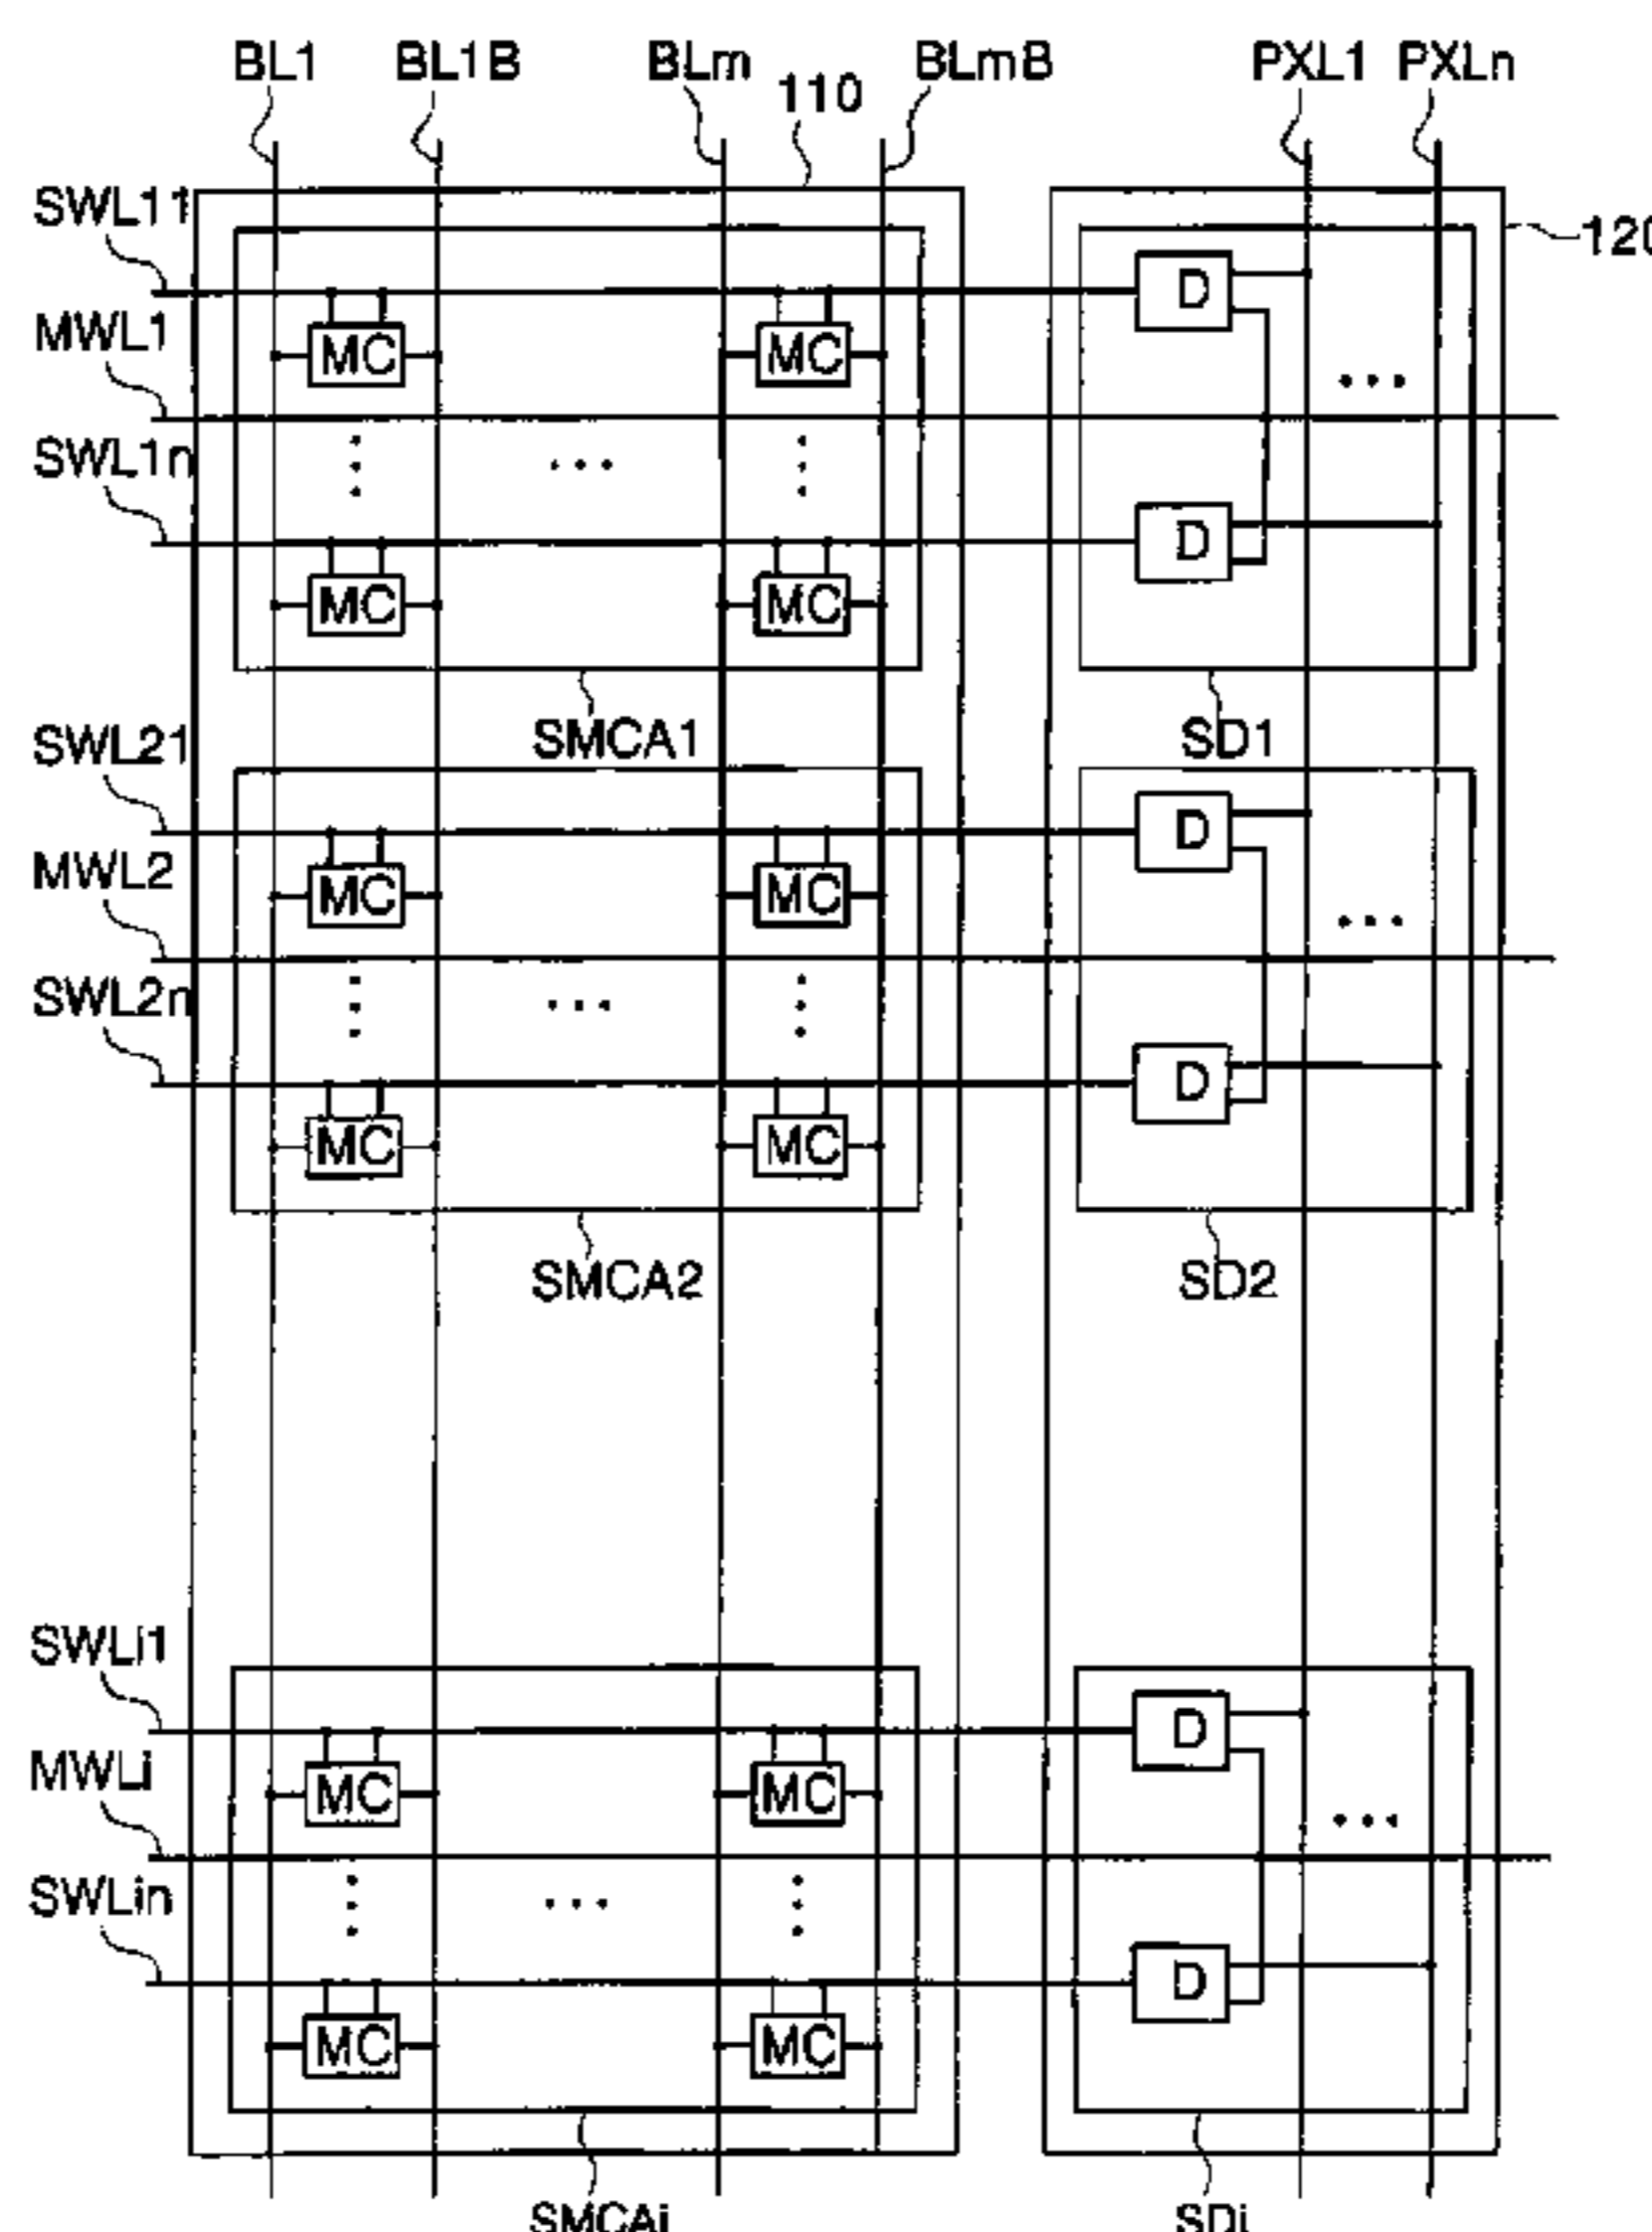 BL1 BL1B BLm 110 BLmB PXL1 PXLn
SWL11 120
D
MWL1 MC MC
...
SWL1n ...
D
MC MC
SMCA1 SD1
SWL21
D
MWL2 MC MC
...
SWL2n ...
D
MC MC
SMCA2 SD2
SWLi1
D
MWLi MC MC
...
SWLin ...
D
MC MC
SMCAi SDi